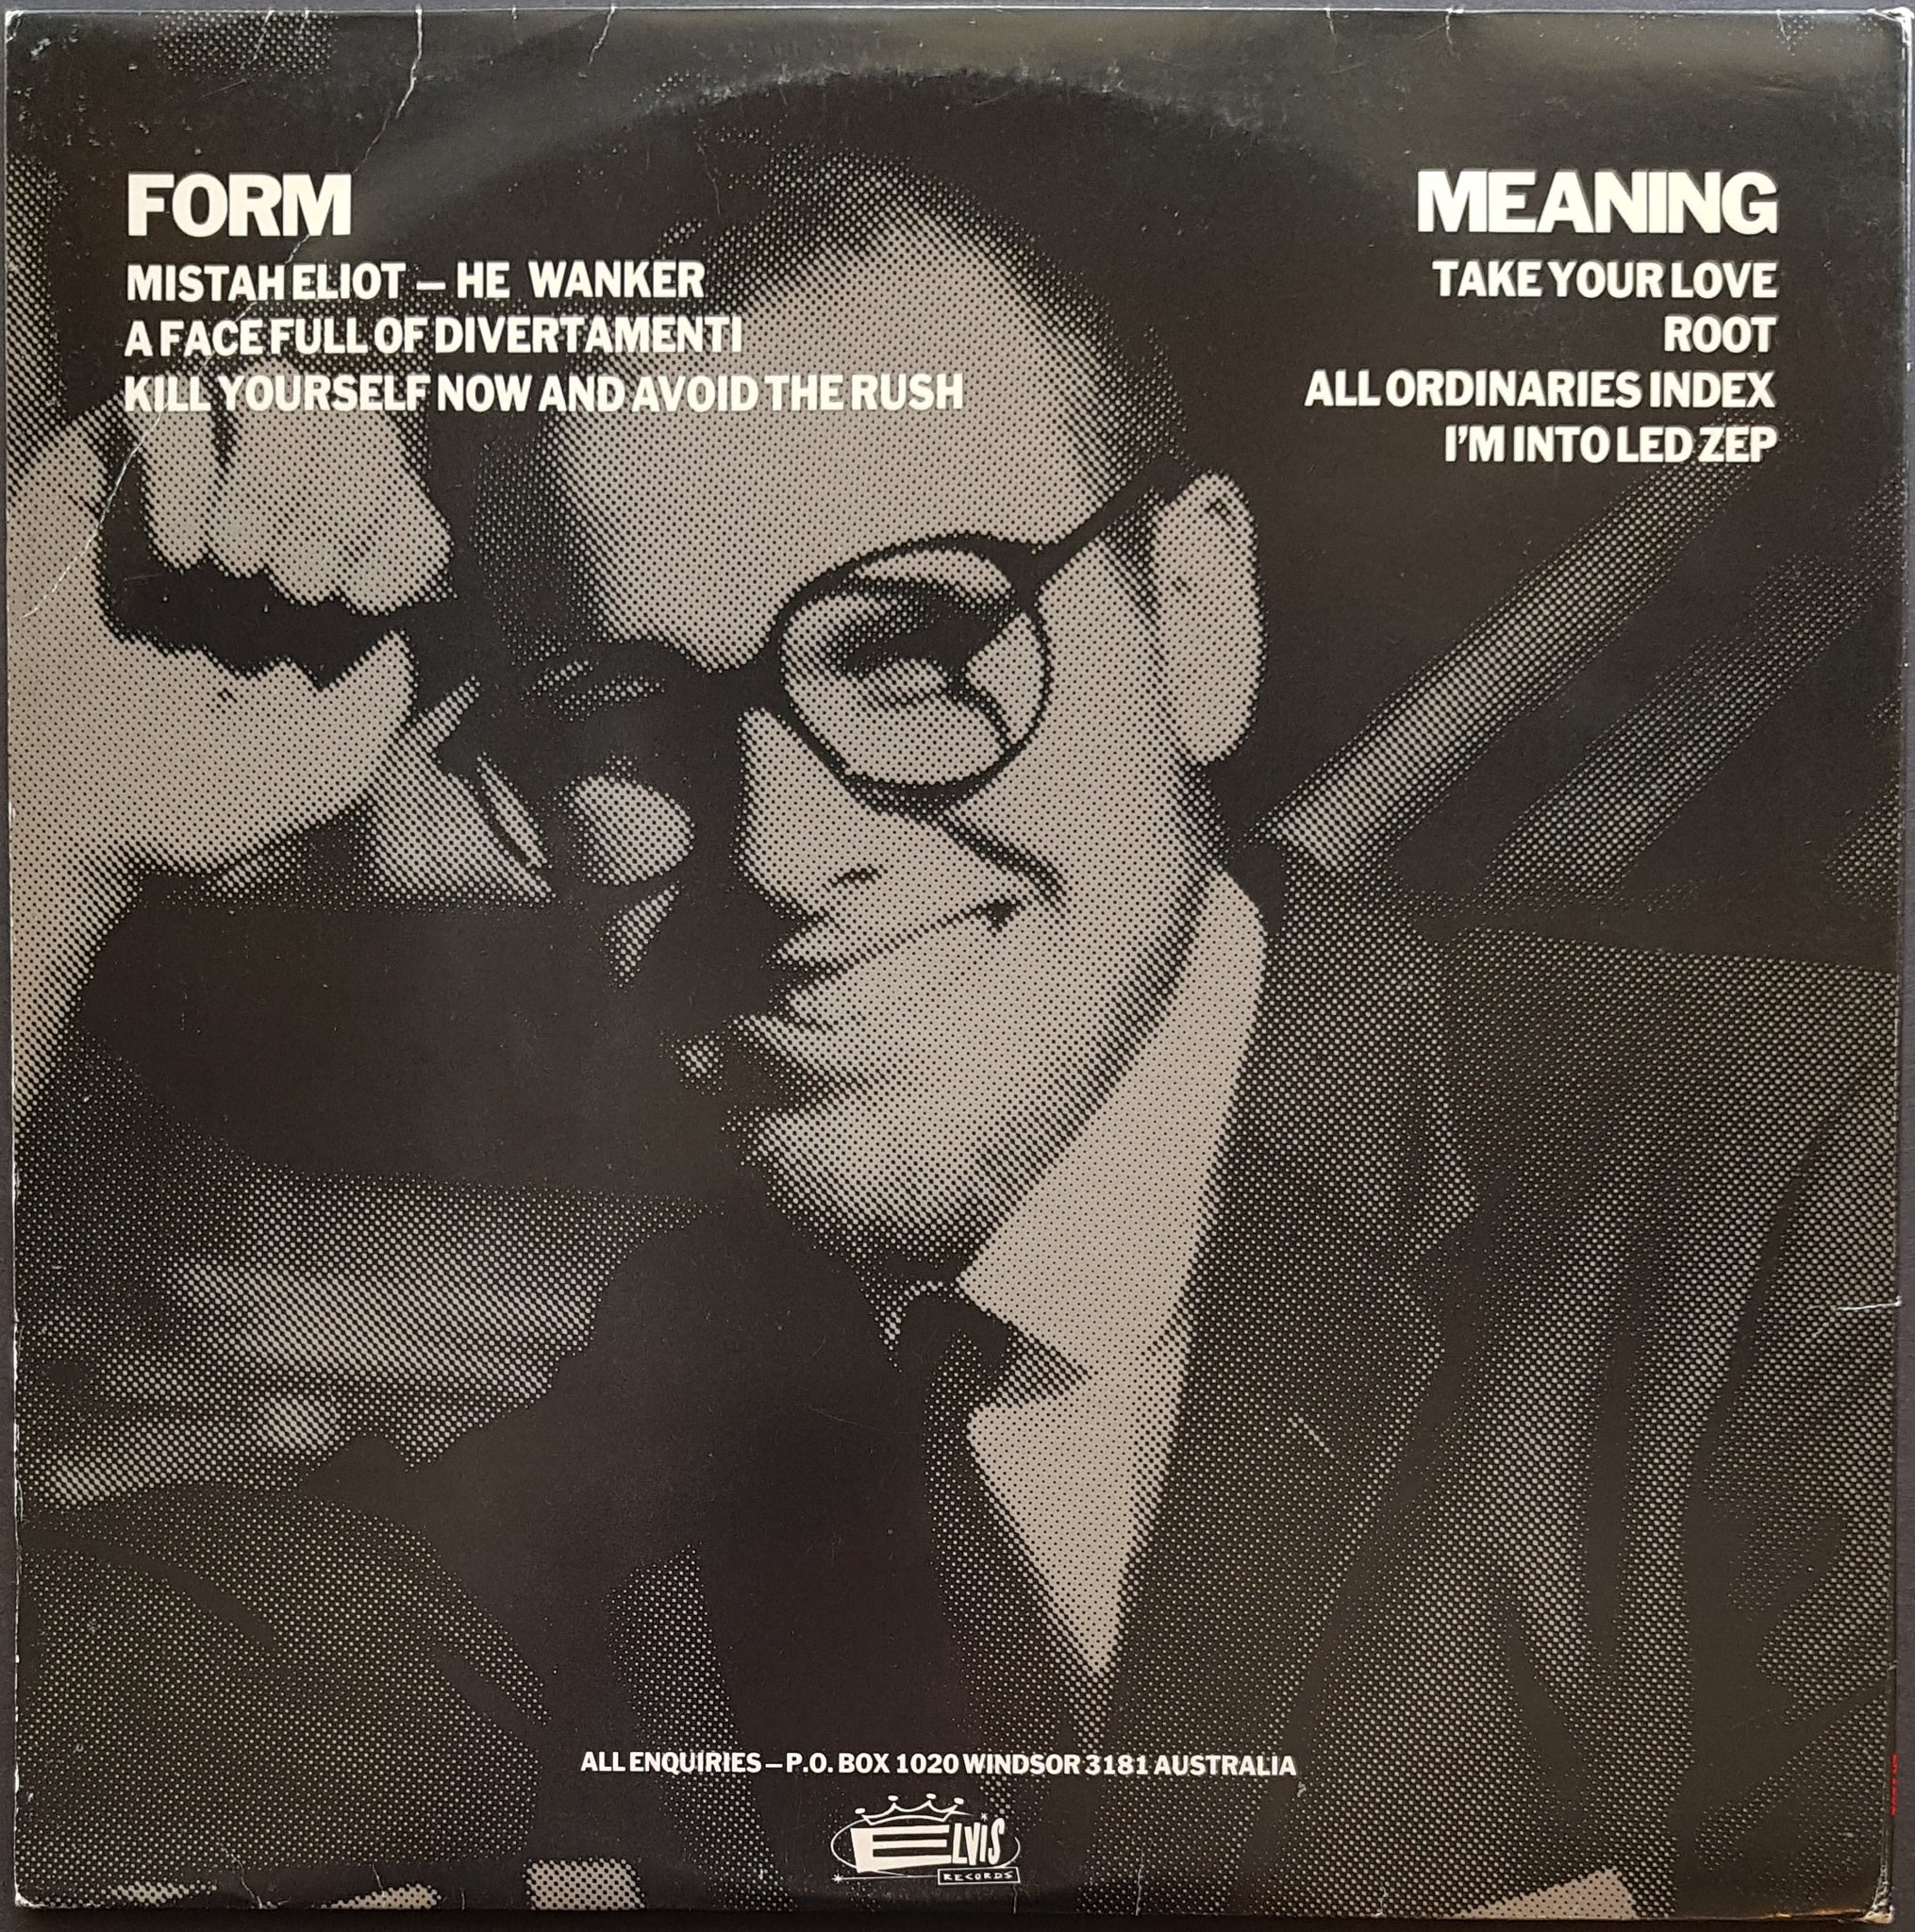 FORM
MISTAH ELIOT – HE WANKER
A FACE FULL OF DIVERTAMENTI
KILL YOURSELF NOW AND AVOID THE RUSH
MEANING
TAKE YOUR LOVE
ROOT
ALL ORDINARIES INDEX
I'M INTO LED ZEP
ALL ENQUIRIES – P.O. BOX 1020 WINDSOR 3181 AUSTRALIA
ELVIS
RECORDS